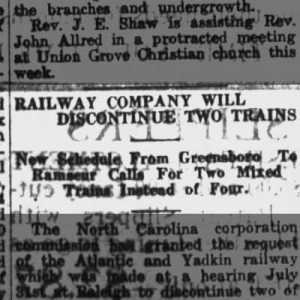 the branches and undergrowth.
Rev. J. E. Shaw is assisting Rev.
John Allred in a protracted meeting
at Union Grove Christian church this
week.
RAILWAY COMPANY WILL
DISCONTINUE TWO TRAINS
New Schedule From Greensboro To
Ramseur Calls For Two Mixed
Trains Instead of Four.
The North Carolina corporation
commission has granted the request
of the Atlantic and Yadkin railway
which was made at a hearing July
31st at Raleigh to discontinue two of